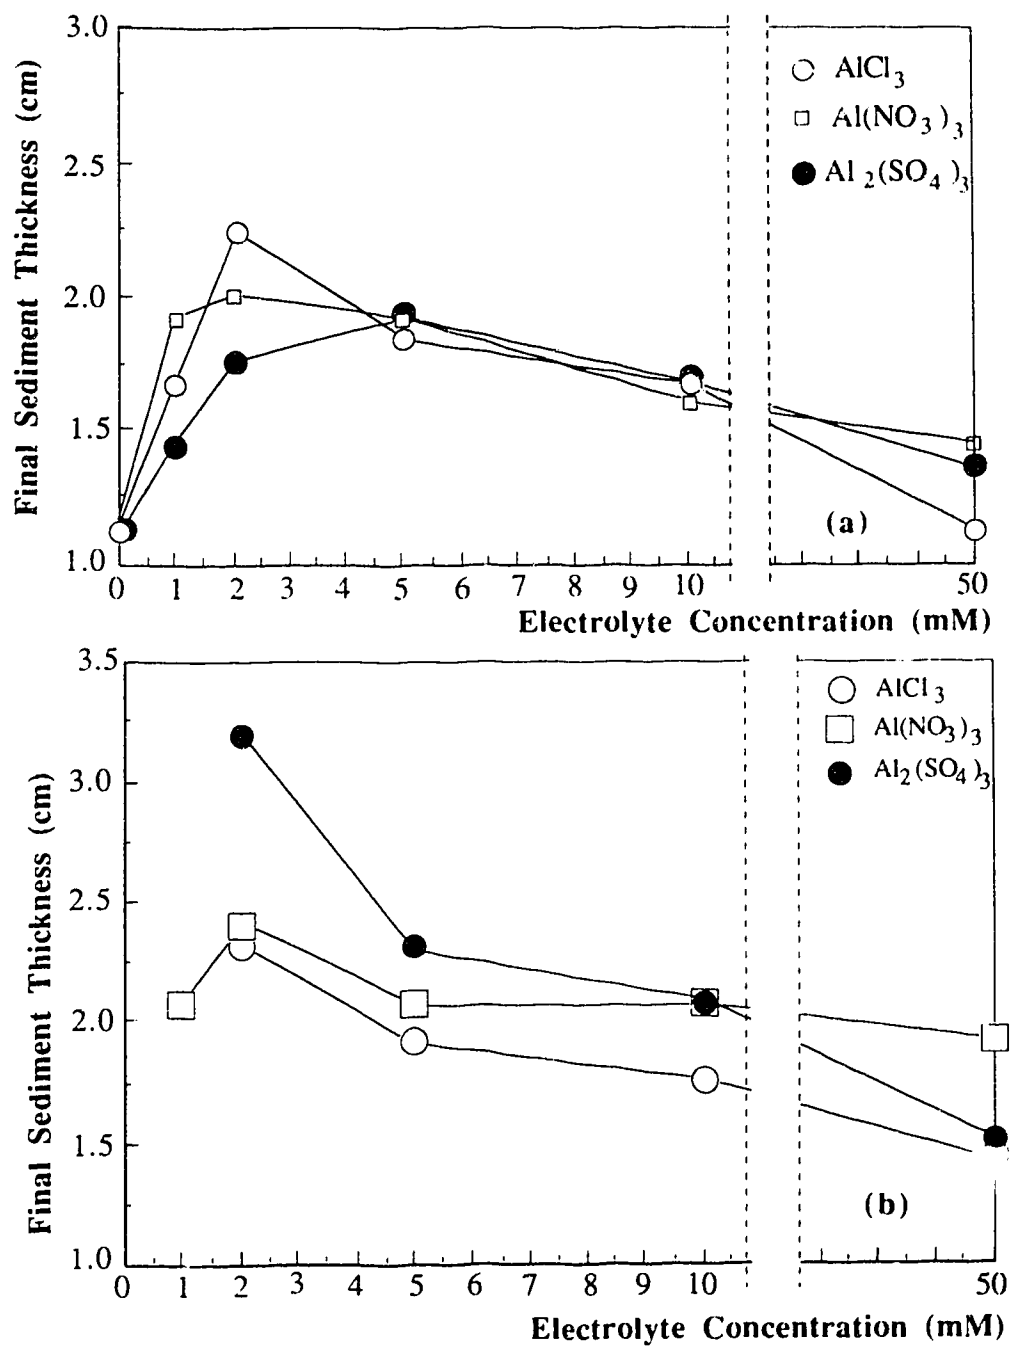 3.0
2.5
2.0
1.5
1.0
Final Sediment Thickness (cm)
AlCl3
Al(NO3)3
Al2(SO4)3
(a)
0 1 2 3 4 5 6 7 8 9 10 50
Electrolyte Concentration (mM)
3.5
3.0
2.5
2.0
1.5
1.0
Final Sediment Thickness (cm)
AlCl3
Al(NO3)3
Al2(SO4)3
(b)
0 1 2 3 4 5 6 7 8 9 10 50
Electrolyte Concentration (mM)